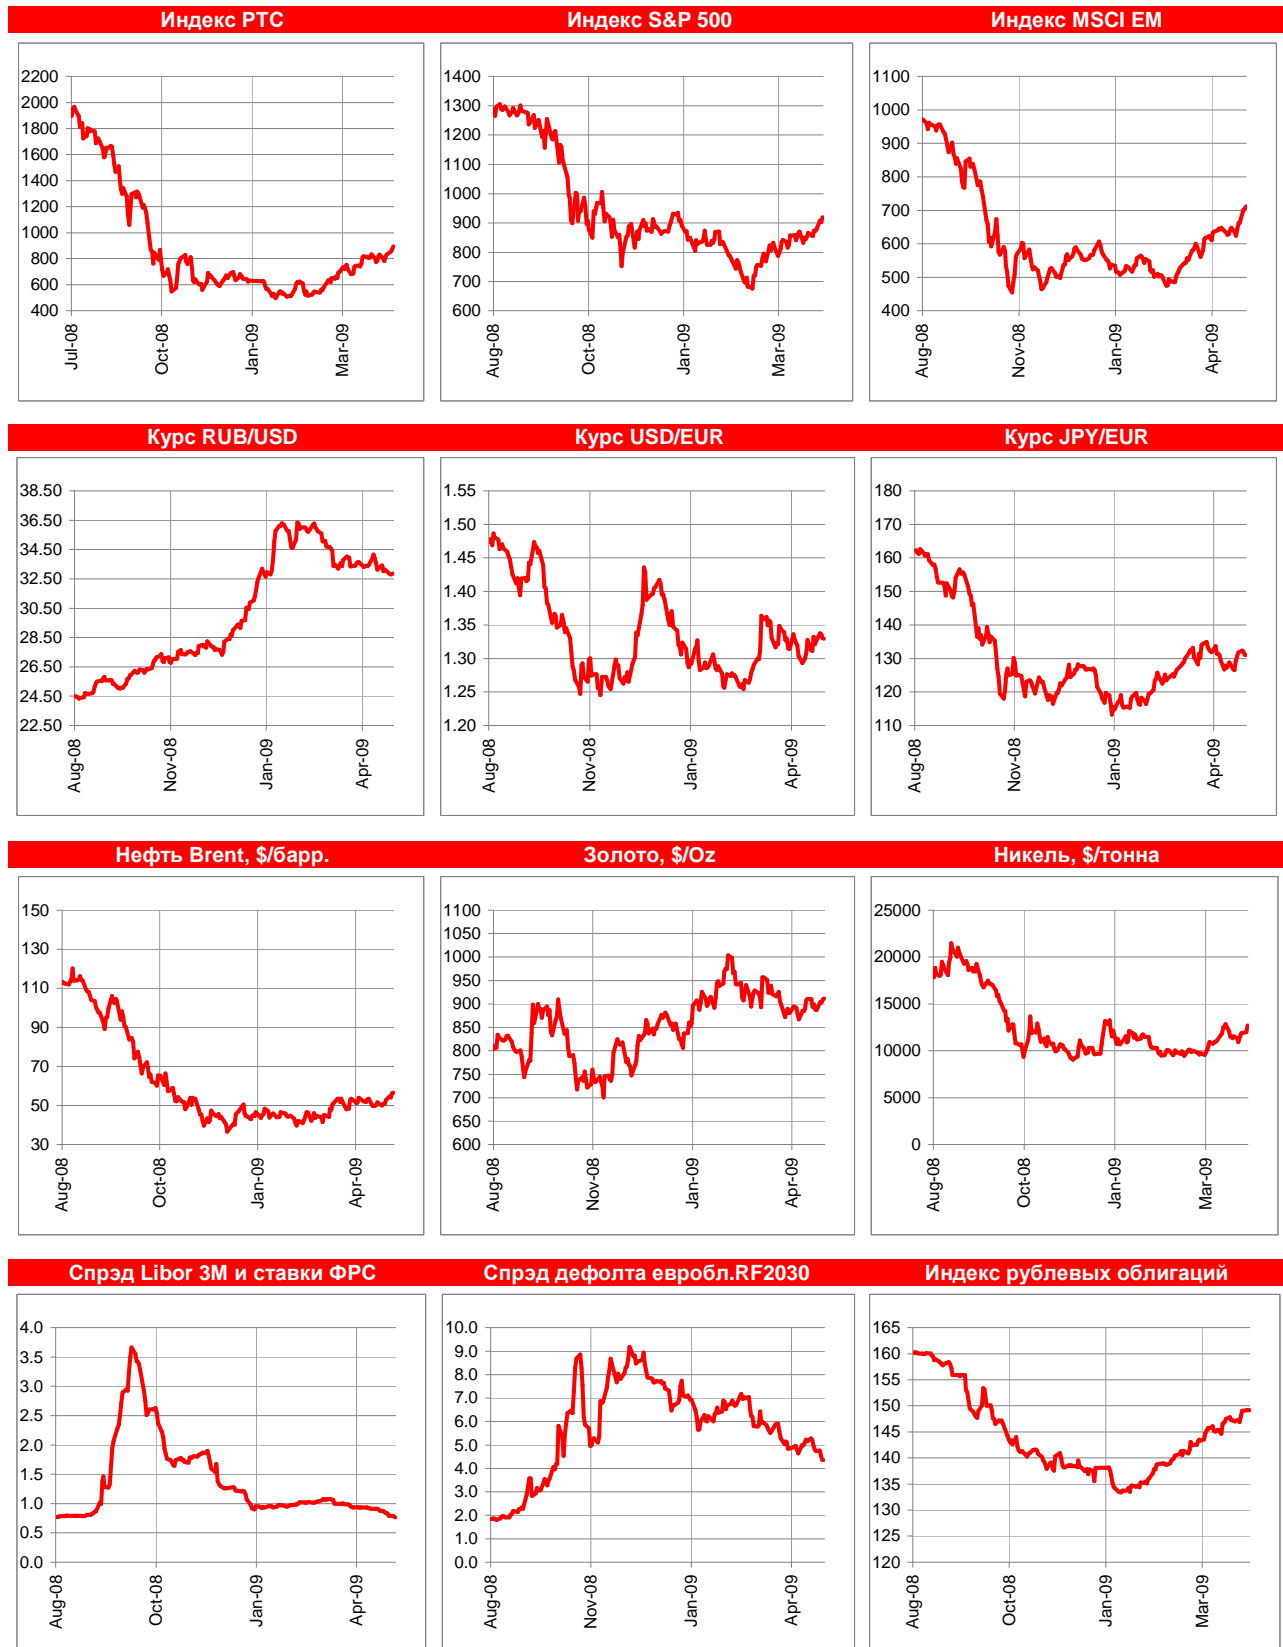 Индекс РТС
Индекс S&P 500
Индекс MSCI EM
2200
2000
1800
1600
1400
1200
1000
800
600
400
Jul-08
Oct-08
Jan-09
Mar-09
1400
1300
1200
1100
1000
900
800
700
600
Aug-08
Oct-08
Jan-09
Mar-09
1100
1000
900
800
700
600
500
400
Aug-08
Nov-08
Jan-09
Apr-09
Курс RUB/USD
Курс USD/EUR
Курс JPY/EUR
38.50
36.50
34.50
32.50
30.50
28.50
26.50
24.50
22.50
Aug-08
Nov-08
Jan-09
Apr-09
1.55
1.50
1.45
1.40
1.35
1.30
1.25
1.20
Aug-08
Nov-08
Jan-09
Apr-09
180
170
160
150
140
130
120
110
Aug-08
Nov-08
Jan-09
Apr-09
Нефть Brent, $/барр.
Золото, $/Oz
Никель, $/тонна
150
130
110
90
70
50
30
Aug-08
Oct-08
Jan-09
Apr-09
1100
1050
1000
950
900
850
800
750
700
650
600
Aug-08
Nov-08
Jan-09
Apr-09
25000
20000
15000
10000
5000
0
Aug-08
Oct-08
Jan-09
Mar-09
Спрэд Libor 3M и ставки ФРС
Спрэд дефолта евробл.RF2030
Индекс рублевых облигаций
4.0
3.5
3.0
2.5
2.0
1.5
1.0
0.5
0.0
Aug-08
Oct-08
Jan-09
Apr-09
10.0
9.0
8.0
7.0
6.0
5.0
4.0
3.0
2.0
1.0
0.0
Aug-08
Nov-08
Jan-09
Apr-09
165
160
155
150
145
140
135
130
125
120
Aug-08
Oct-08
Jan-09
Mar-09